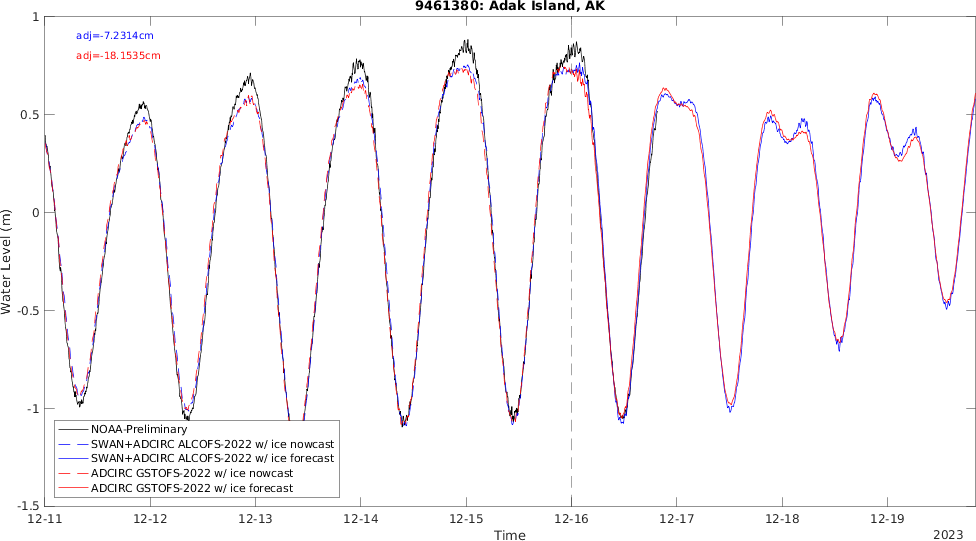 9461380: Adak Island, AK
adj=-7.2314cm
adj=-18.1535cm
Water Level (m)
1
0.5
0
-0.5
-1
-1.5
NOAA-Preliminary
SWAN+ADCIRC ALCOFS-2022 w/ ice nowcast
SWAN+ADCIRC ALCOFS-2022 w/ ice forecast
ADCIRC GSTOFS-2022 w/ ice nowcast
ADCIRC GSTOFS-2022 w/ ice forecast
12-11 12-12 12-13 12-14 12-15 12-16 12-17 12-18 12-19
Time
2023